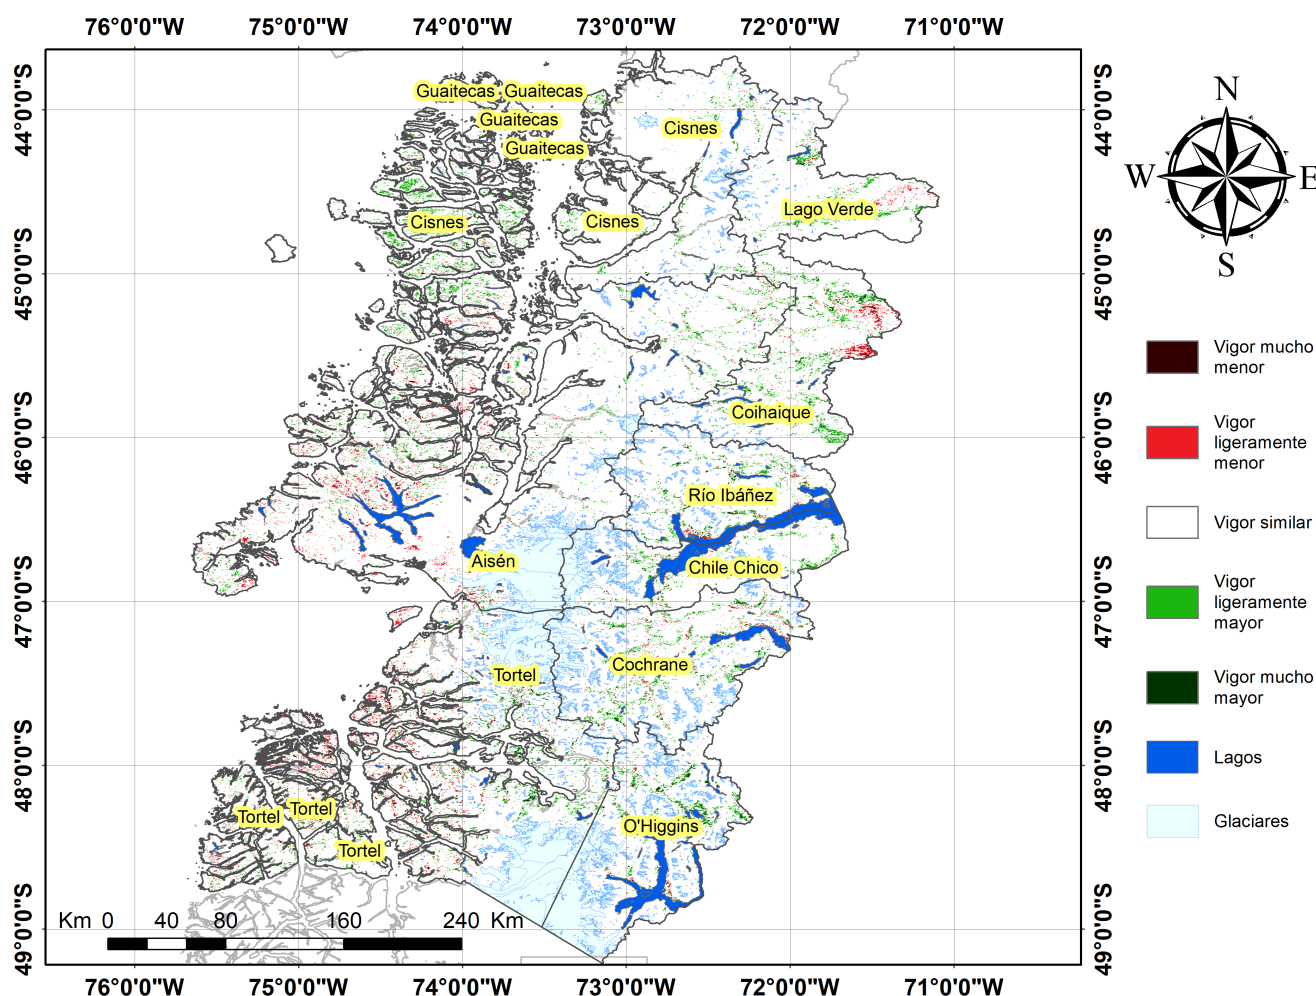 76°0'0"W 75°0'0"W 74°0'0"W 73°0'0"W 72°0'0"W 71°0'0"W
44°0'0"S
45°0'0"S
46°0'0"S
47°0'0"S
48°0'0"S
49°0'0"S
Guaitecas Guaitecas
Guaitecas
Guaitecas
Cisnes
Cisnes
Cisnes
Lago Verde
Coihaique
Río Ibáñez
Aisén
Chile Chico
Cochrane
Tortel
Tortel
Tortel
Tortel
O'Higgins
Km 0 40 80 160 240 Km
44°0'0"S
45°0'0"S
46°0'0"S
47°0'0"S
48°0'0"S
49°0'0"S
76°0'0"W 75°0'0"W 74°0'0"W 73°0'0"W 72°0'0"W 71°0'0"W
N
W E
S
Vigor mucho
menor
Vigor
ligeramente
menor
Vigor similar
Vigor
ligeramente
mayor
Vigor mucho
mayor
Lagos
Glaciares